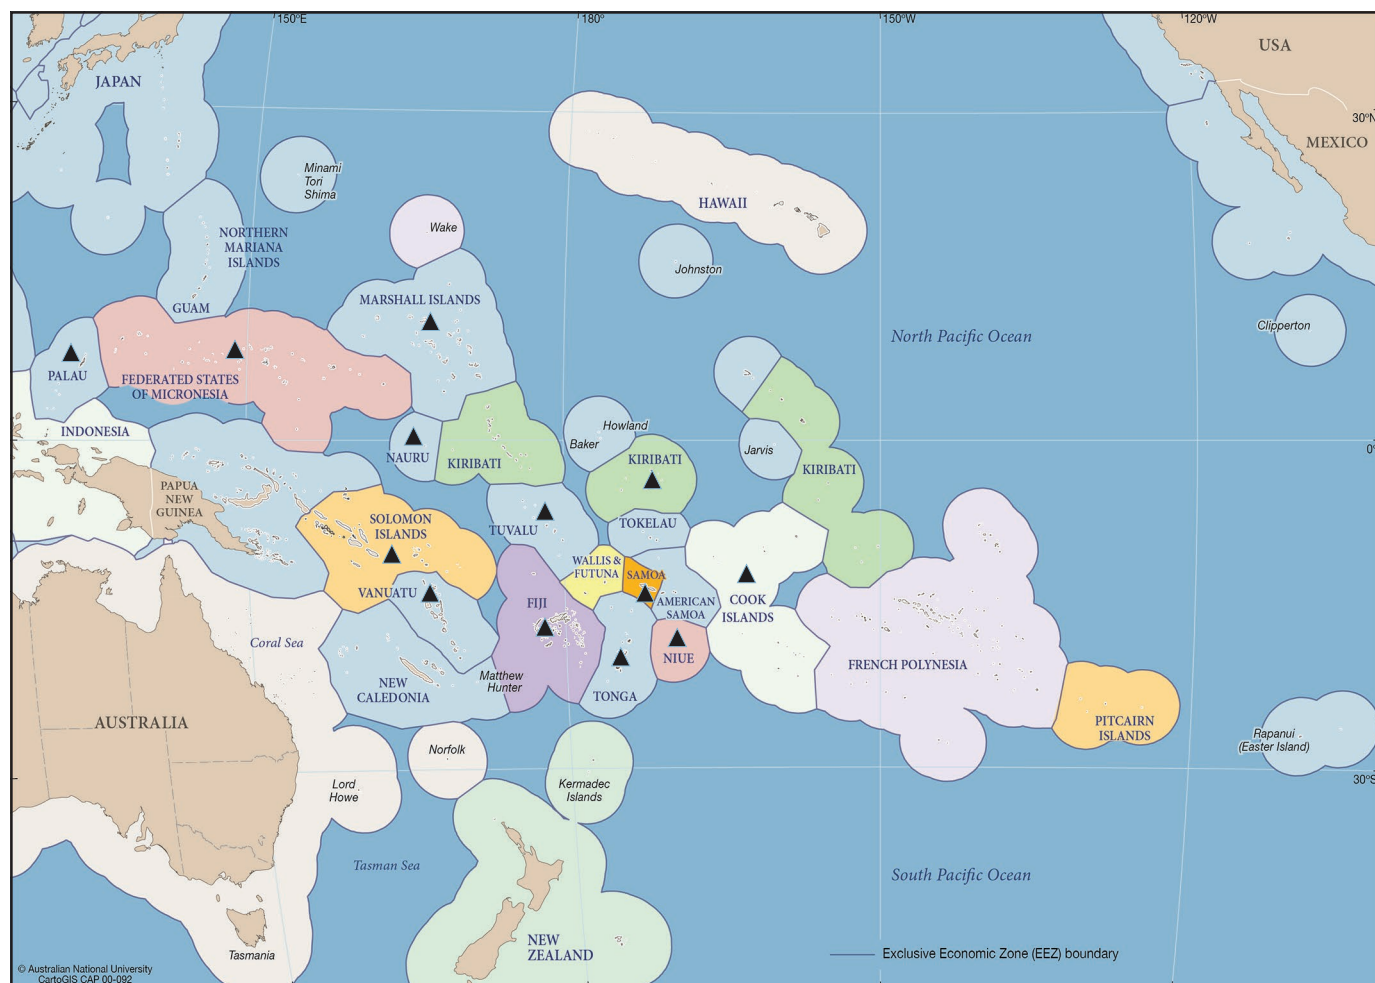 150°E
180°
150°W
120°W
USA
JAPAN
30°N
MEXICO
Minami
Tori
Shima
HAWAII
Wake
NORTHERN
MARIANA
ISLANDS
Johnston
MARSHALL ISLANDS
GUAM
Clipperton
North Pacific Ocean
PALAU
FEDERATED STATES
OF MICRONESIA
INDONESIA
Howland
Baker
0°
NAURU
KIRIBATI
KIRIBATI
Jarvis
KIRIBATI
PAPUA
NEW
GUINEA
SOLOMON
ISLANDS
TUVALU
TOKELAU
WALLIS &
FUTUNA
SAMOA
VANUATU
FIJI
AMERICAN
SAMOA
COOK
ISLANDS
Coral Sea
NIUE
FRENCH POLYNESIA
Matthew
Hunter
NEW
CALEDONIA
TONGA
AUSTRALIA
PITCAIRN
ISLANDS
Rapanui
(Easter Island)
Norfolk
30°S
Lord
Howe
Kermadec
Islands
Tasman Sea
South Pacific Ocean
NEW
ZEALAND
Tasmania
Exclusive Economic Zone (EEZ) boundary
© Australian National University
CartoGIS CAP 00-092